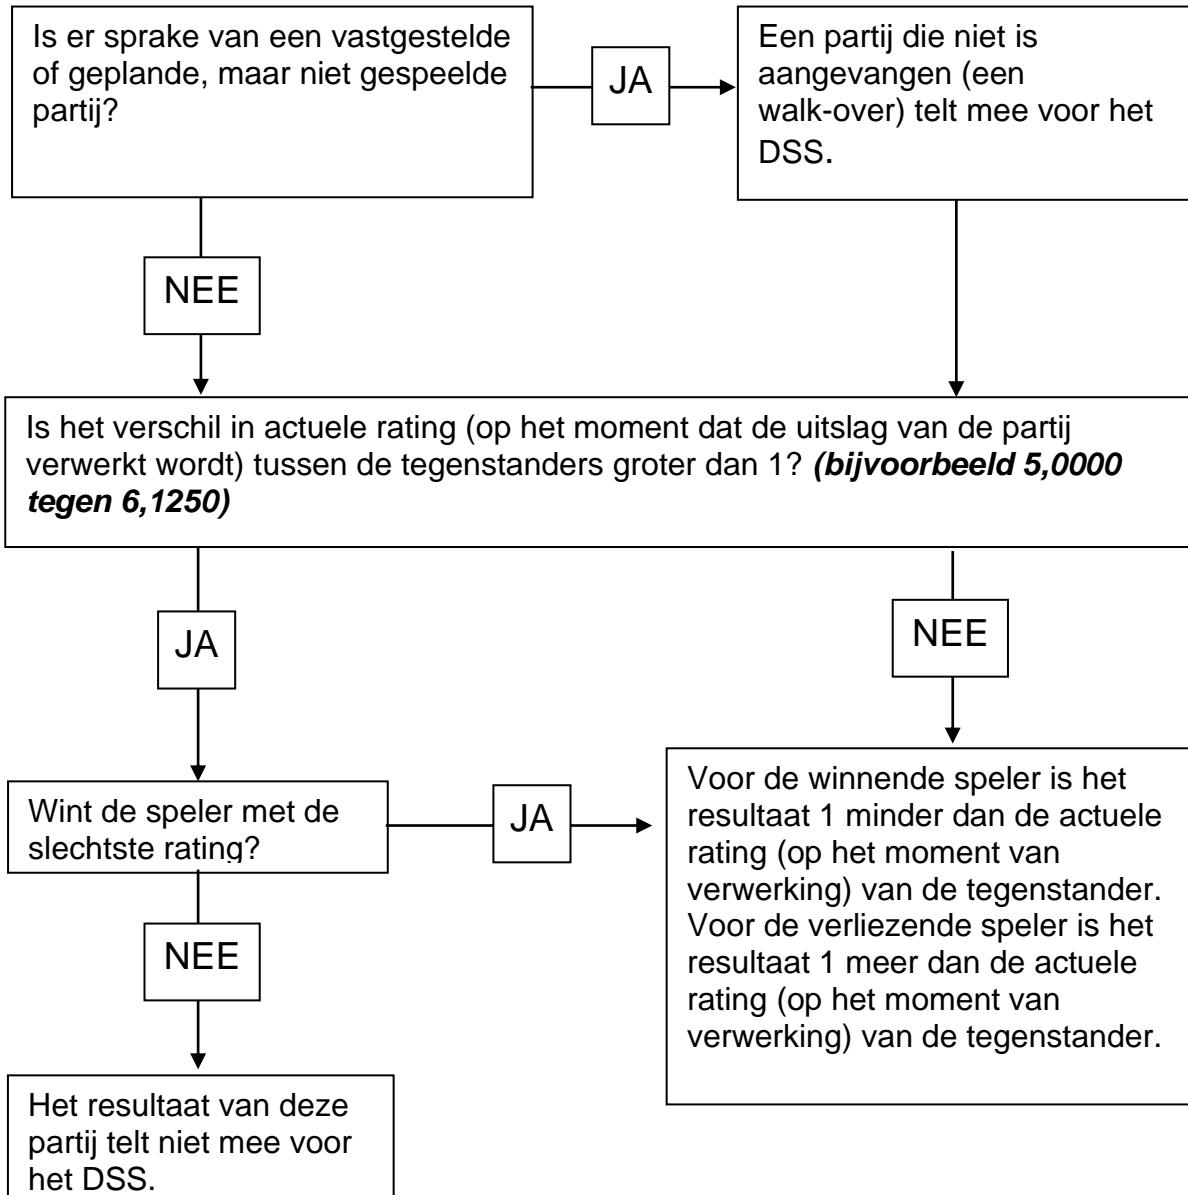 Is er sprake van een vastgestelde
of geplande, maar niet gespeelde
partij?
JA
Een partij die niet is
aangevangen (een
walk-over) telt mee voor het
DSS.
NEE
Is het verschil in actuele rating (op het moment dat de uitslag van de partij
verwerkt wordt) tussen de tegenstanders groter dan 1? (bijvoorbeeld 5,0000
tegen 6,1250)
JA
NEE
Wint de speler met de
slechtste rating?
JA
Voor de winnende speler is het
resultaat 1 minder dan de actuele
rating (op het moment van
verwerking) van de tegenstander.
Voor de verliezende speler is het
resultaat 1 meer dan de actuele
rating (op het moment van
verwerking) van de tegenstander.
NEE
Het resultaat van deze
partij telt niet mee voor
het DSS.